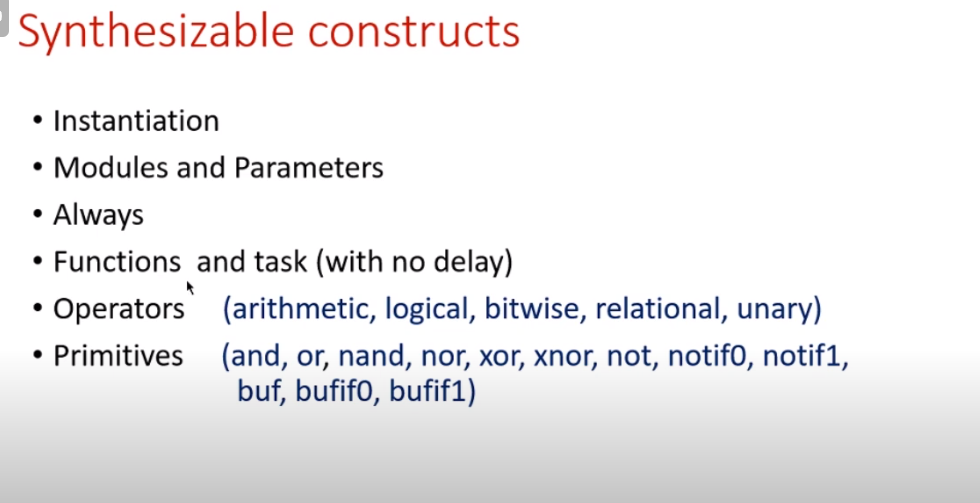 Synthesizable constructs
• Instantiation
• Modules and Parameters
• Always
• Functions and task (with no delay)
• Operators (arithmetic, logical, bitwise, relational, unary)
• Primitives (and, or, nand, nor, xor, xnor, not, notif0, notif1,
buf, bufif0, bufif1)